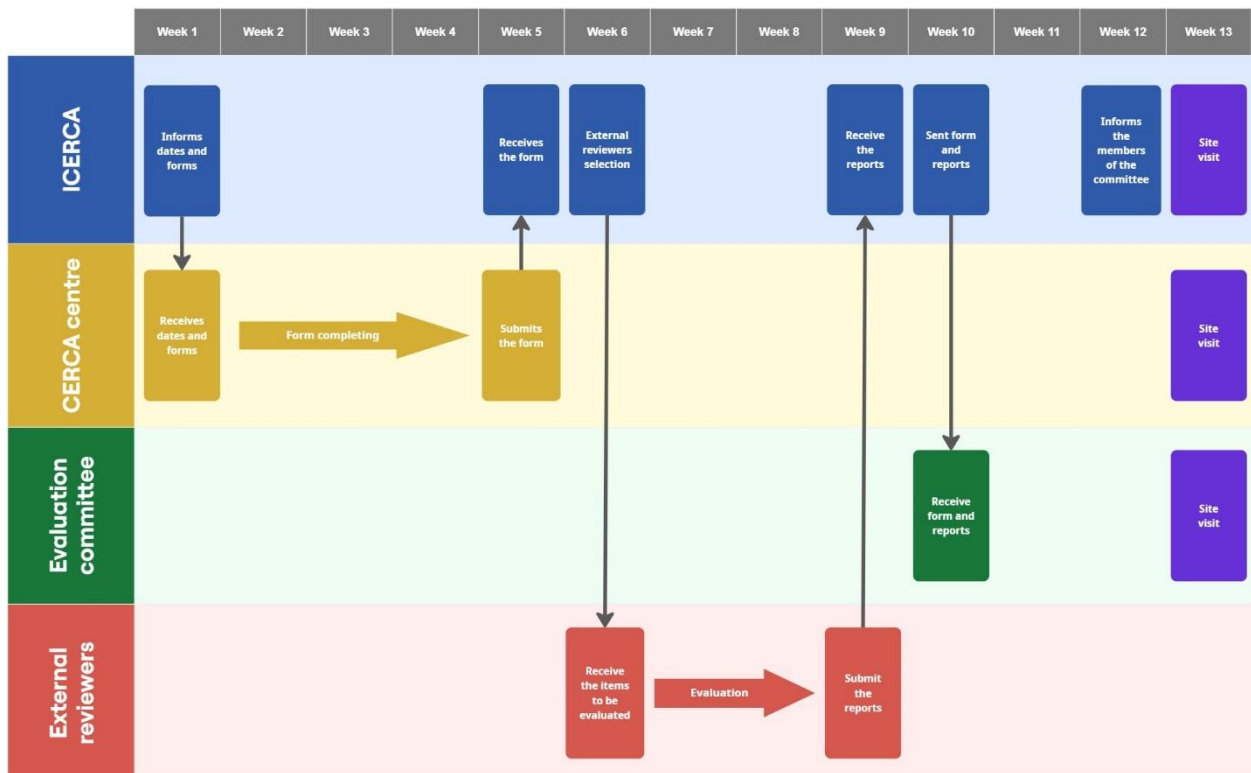 Week 1
Week 2
Week 3
Week 4
Week 5
Week 6
Week 7
Week 8
Week 9
Week 10
Week 11
Week 12
Week 13
ICERCA
Informs
dates and
forms
Receives
the form
External
reviewers
selection
Receive
the
reports
Sent form
and
reports
Informs
the
members
of the
committee
Site
visit
CERCA centre
Receives
dates and
forms
Form completing
Submits
the form
Site
visit
Evaluation
committee
Receive
form and
reports
Site
visit
External
reviewers
Receive
the items
to be
evaluated
Evaluation
Submit
the
reports